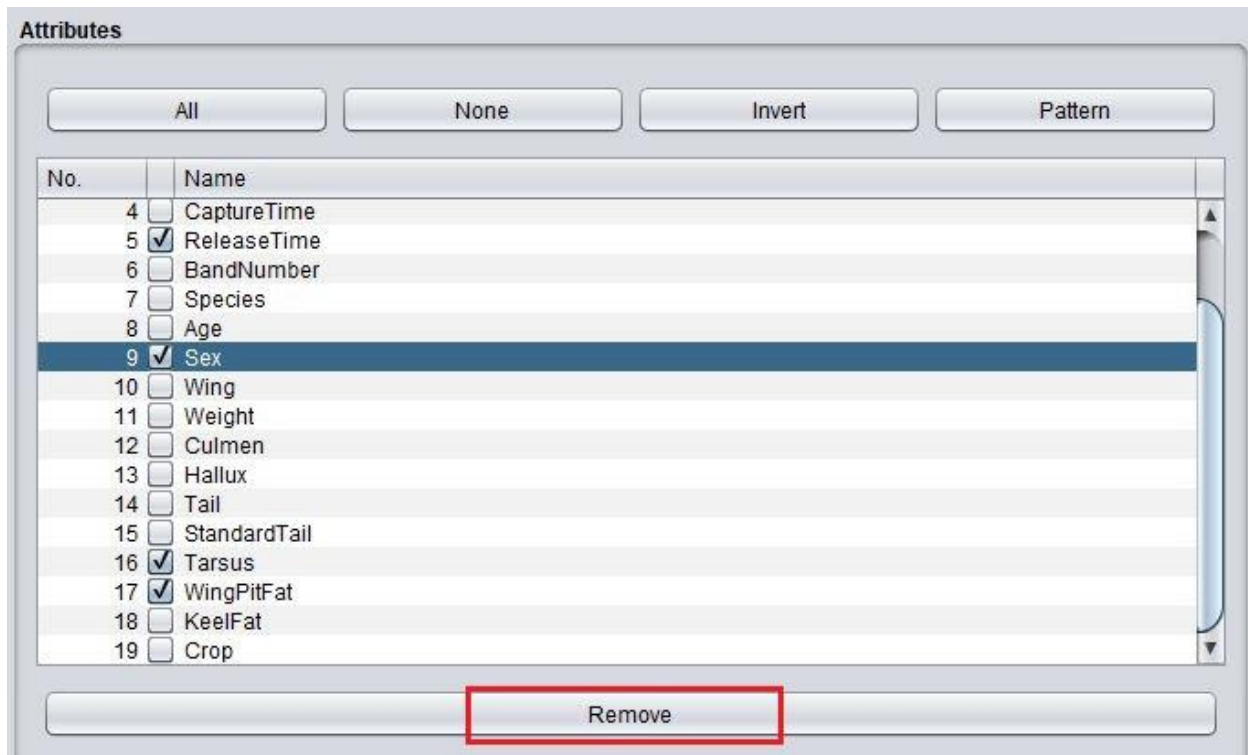 Attributes
All None Invert Pattern
No. Name
4 CaptureTime
5 ReleaseTime
6 BandNumber
7 Species
8 Age
9 Sex
10 Wing
11 Weight
12 Culmen
13 Hallux
14 Tail
15 StandardTail
16 Tarsus
17 WingPitFat
18 KeelFat
19 Crop
Remove